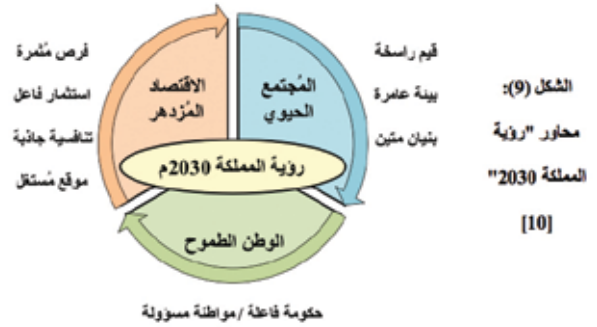 الشكل (9):
محاور "رؤية
المملكة 2030"
[10]
قيم راسخة
بيئة عامرة
بنيان متين
المُجتمع
الحيوي
الاقتصاد
المُزدهر
فرص مُثمرة
استثمار فاعل
تنافسية جاذبة
موقع مُستغل
رؤية المملكة 2030م
الوطن الطموح
حكومة فاعلة / مواطنة مسؤولة